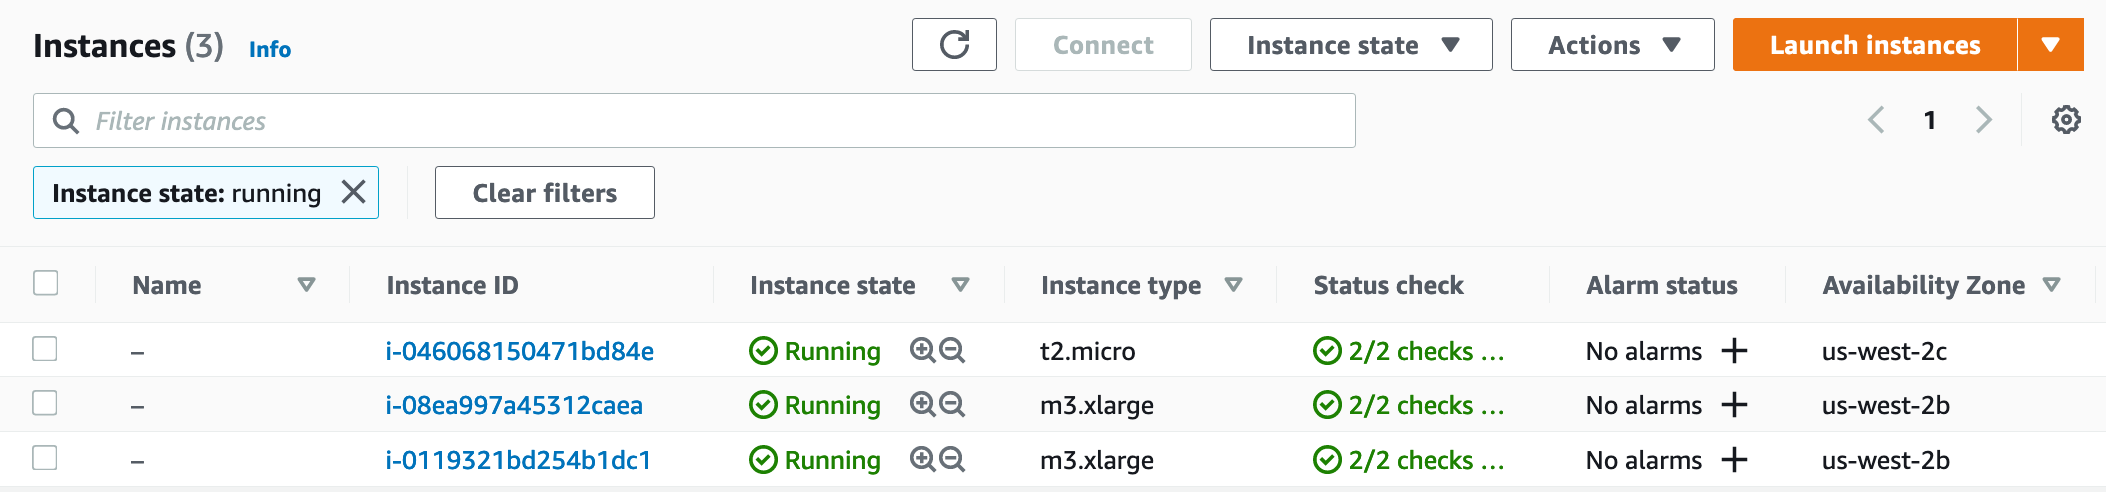 Instances (3) Info Connect Instance state Actions Launch instances
Filter instances 1
Instance state: running Clear filters
Name Instance ID Instance state Instance type Status check Alarm status Availability Zone
– i-046068150471bd84e Running t2.micro 2/2 checks ... No alarms us-west-2c
– i-08ea997a45312caea Running m3.xlarge 2/2 checks ... No alarms us-west-2b
– i-0119321bd254b1dc1 Running m3.xlarge 2/2 checks ... No alarms us-west-2b